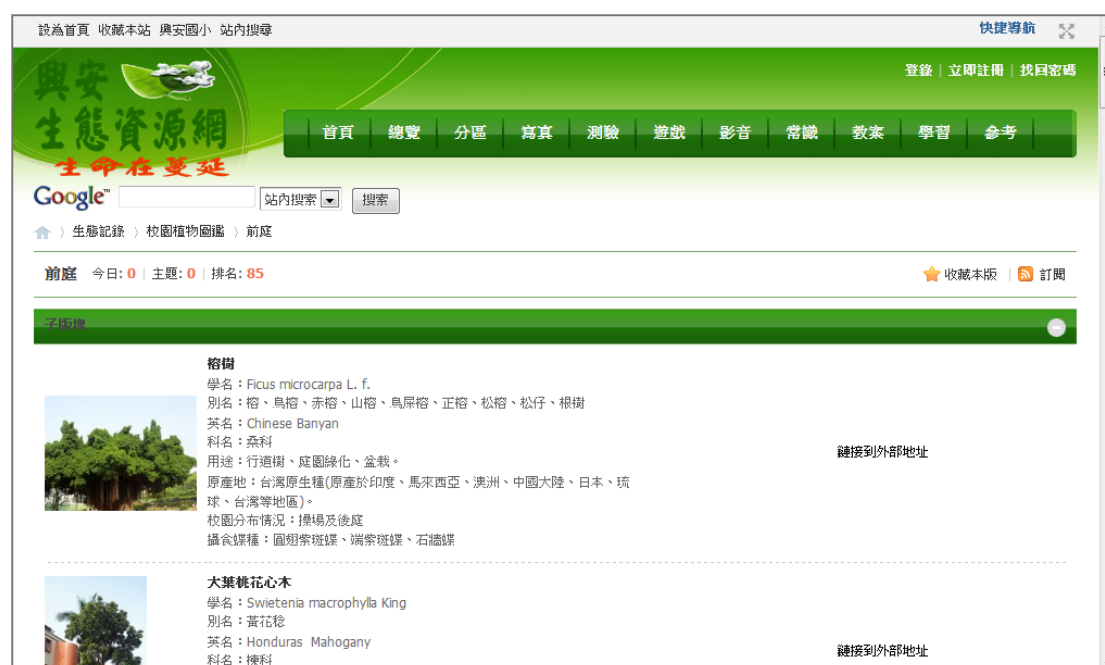 設為首頁 收藏本站 興安國小 站內搜尋 快捷導航
登錄 | 立即註冊 | 找回密碼
興安
生態資源網
生命在蔓延
首頁 總覽 分區 寫真 測驗 遊戲 影音 常識 教案 學習 參考
Google™ 站內搜索 搜索
生態記錄 〉 校園植物圖鑑 〉 前庭
前庭 今日: 0 | 主題: 0 | 排名: 85 收藏本版 | 訂閱
子版塊
榕樹
學名：Ficus microcarpa L. f.
別名：榕、鳥榕、赤榕、山榕、鳥屎榕、正榕、松榕、松仔、根樹
英名：Chinese Banyan
科名：桑科
用途：行道樹、庭園綠化、盆栽。
原產地：台灣原生種(原產於印度、馬來西亞、澳洲、中國大陸、日本、琉
球、台灣等地區)。
校園分布情況：操場及後庭
攝食蝶種：圓翅紫斑蝶、端紫斑蝶、石牆蝶
鏈接到外部地址
大葉桃花心木
學名：Swietenia macrophylla King
別名：黃花稔
英名：Honduras Mahogany
科名：楝科
鏈接到外部地址